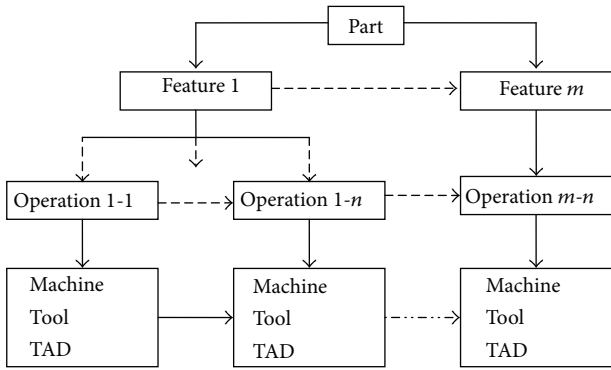 Part
Feature 1
Feature m
Operation 1-1
Operation 1-n
Operation m-n
Machine
Tool
TAD
Machine
Tool
TAD
Machine
Tool
TAD